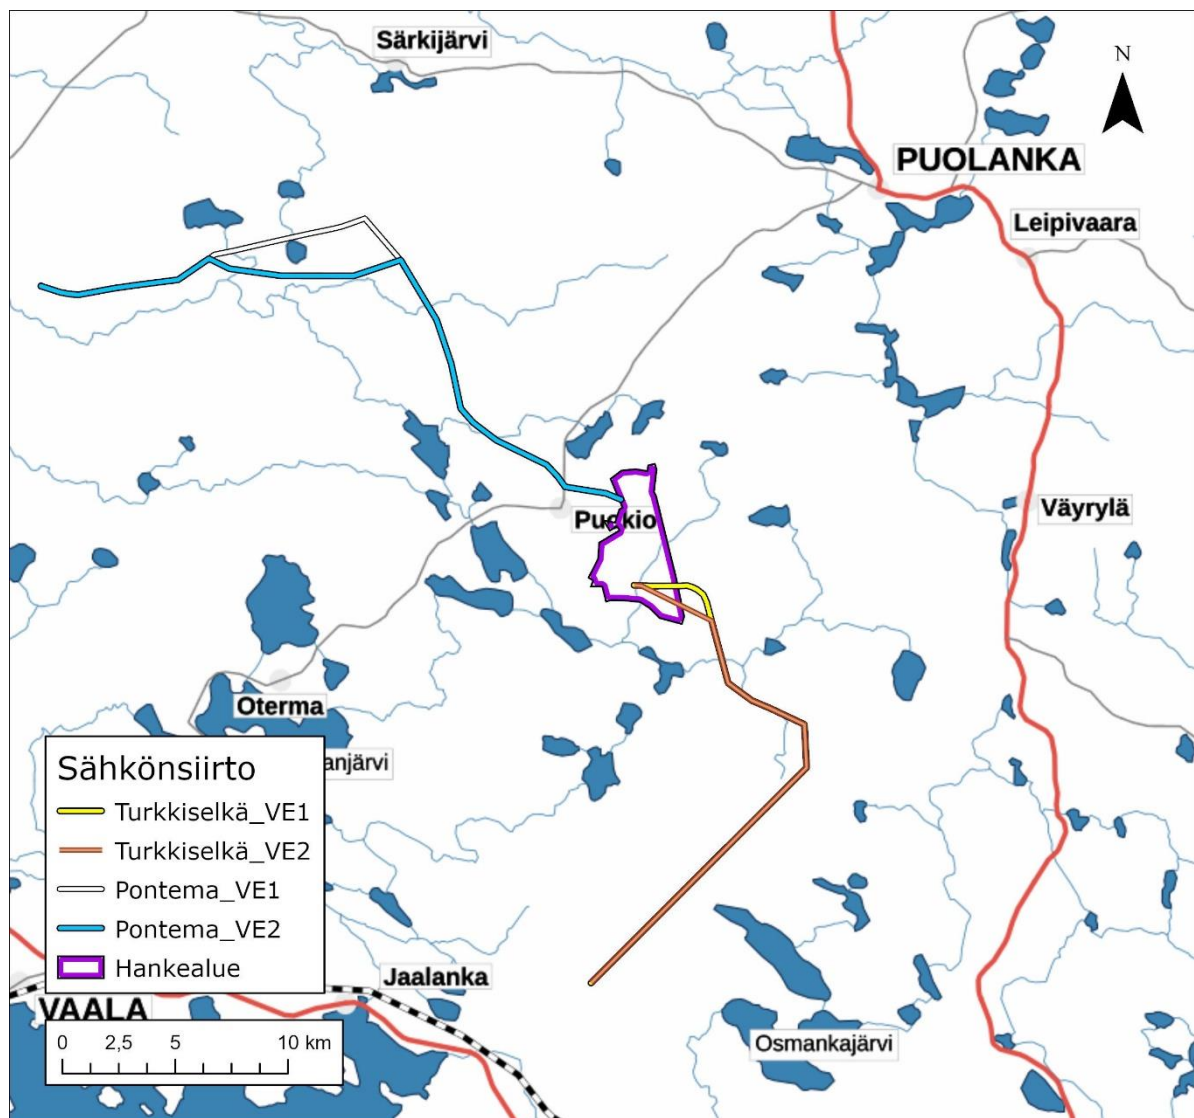 Särkijärvi
N
PUOLANKA
Leipivaara
Väyrylä
Oterma
anjärvi
Sähkönsiirto
Turkkiselkä_VE1
Turkkiselkä_VE2
Pontema_VE1
Pontema_VE2
Hankealue
Jaalanka
VAALA
0 2,5 5 10 km
Osmankajärvi